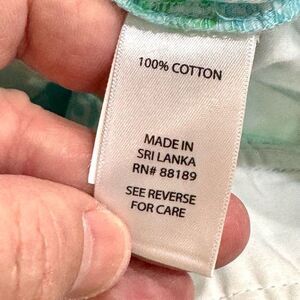 100% COTTON
MADE IN
SRI LANKA
RN# 88189
SEE REVERSE
FOR CARE